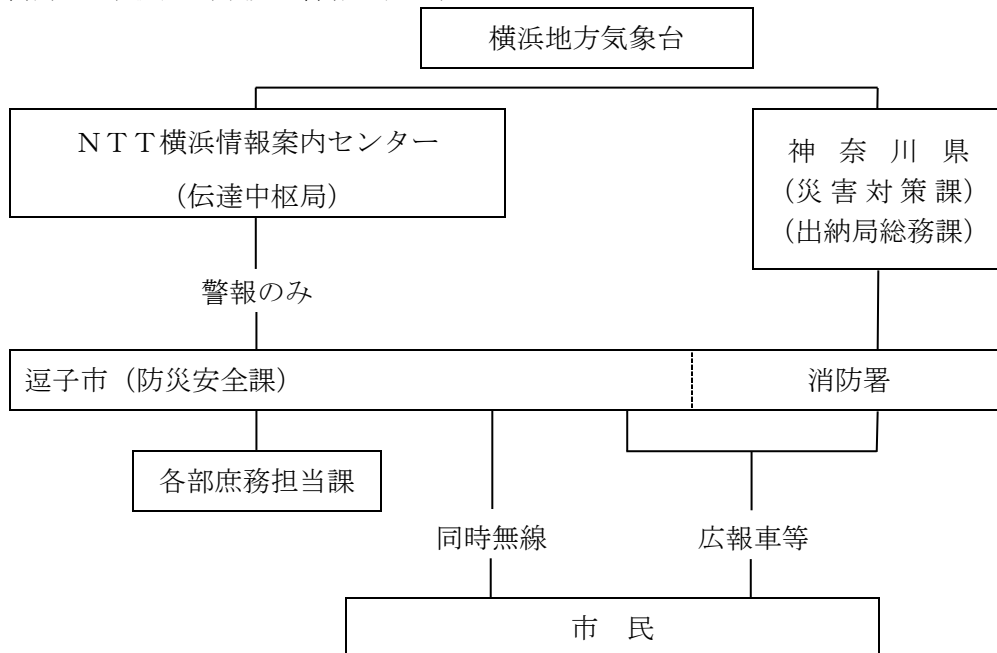 横浜地方気象台
ＮＴＴ横浜情報案内センター
（伝達中枢局）
神奈川県
（災害対策課）
（出納局総務課）
警報のみ
逗子市（防災安全課）
消防署
各部庶務担当課
同時無線
広報車等
市　民